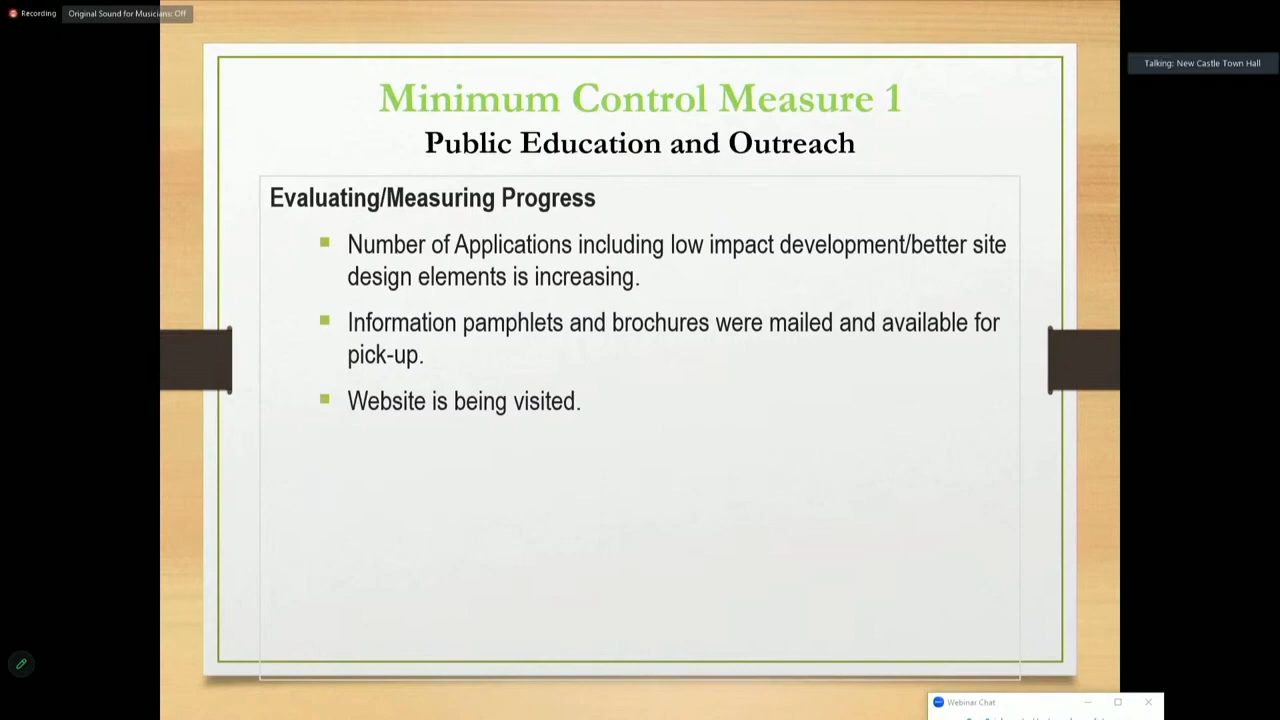 Recording
Original Sound for Musicians: Off
Talking: New Castle Town Hall
Minimum Control Measure 1
Public Education and Outreach
Evaluating/Measuring Progress
Number of Applications including low impact development/better site
design elements is increasing.
Information pamphlets and brochures were mailed and available for
pick-up.
Website is being visited.
Webinar Chat